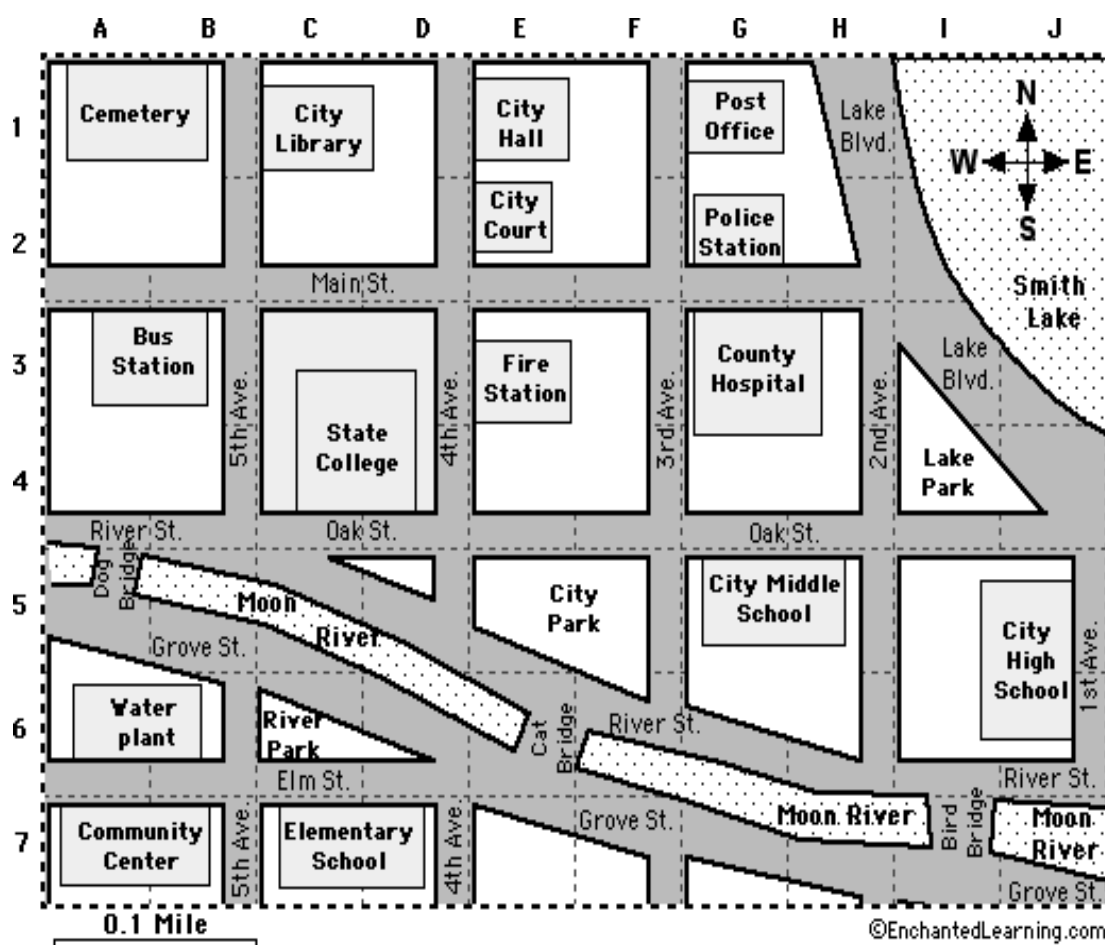 A B C D E F G H I J
1
Cemetery
City
Library
City
Hall
Post
Office
Lake
Blvd.
N
W E
S
2
City
Court
Police
Station
Main St.
Smith
Lake
3
Bus
Station
5th Ave.
State
College
4th Ave.
Fire
Station
3rd Ave.
County
Hospital
2nd Ave.
Lake
Blvd.
4
Lake
Park
River St.
Oak St.
Oak St.
5
Dog
Bridge
Moon
River
Grove St.
City
Park
City Middle
School
City
High
School
1st Ave.
6
Water
plant
River
Park
Cat
Bridge
River St.
Elm St.
River St.
7
Community
Center
5th Ave.
Elementary
School
4th Ave.
Grove St.
Moon River
Bird
Bridge
Moon
River
Grove St.
0.1 Mile
©EnchantedLearning.com